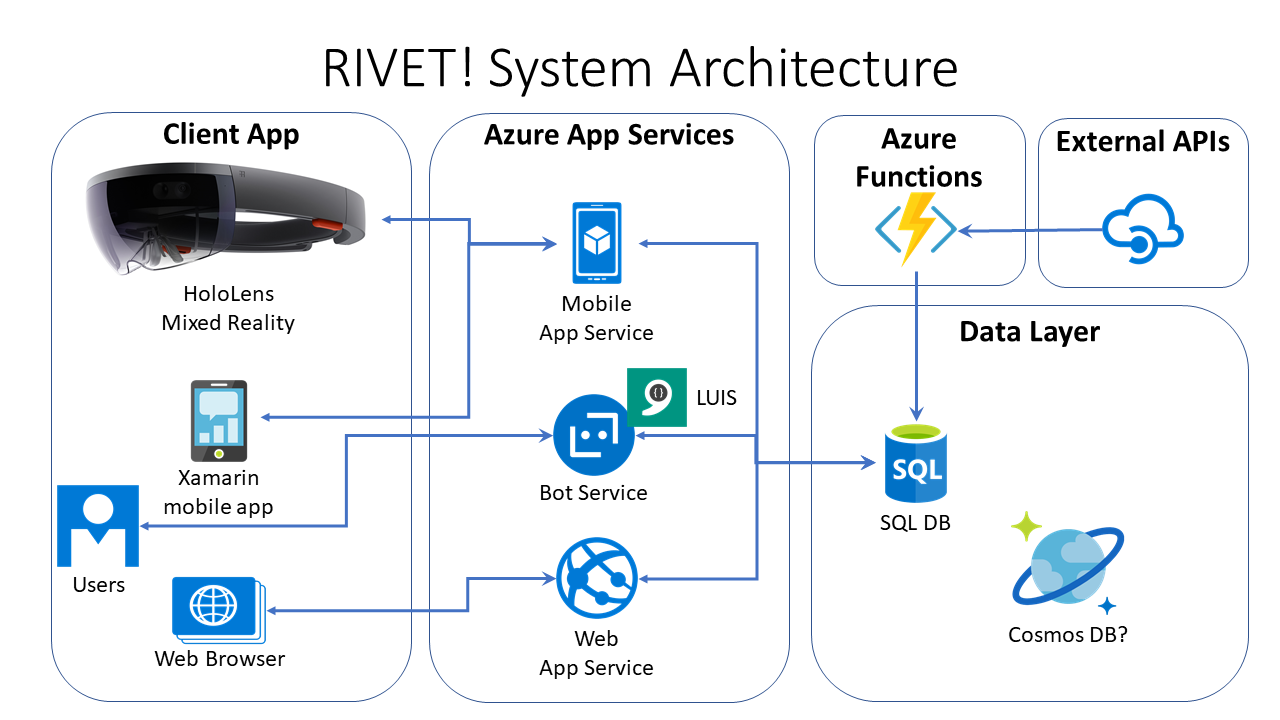 RIVET! System Architecture
Client App
HoloLens
Mixed Reality
Xamarin
mobile app
Users
Web Browser
Azure App Services
Mobile
App Service
LUIS
Bot Service
Web
App Service
Azure
Functions
External APIs
Data Layer
SQL
SQL DB
Cosmos DB?